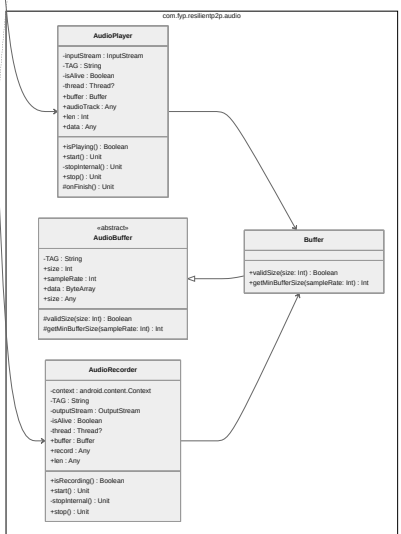 com.fyp.resilientp2p.audio
AudioPlayer
-inputStream : InputStream
-TAG : String
-isAlive : Boolean
-thread : Thread?
+buffer : Buffer
+audioTrack : Any
+len : Int
+data : Any
+isPlaying() : Boolean
+start() : Unit
-stopInternal() : Unit
+stop() : Unit
#onFinish() : Unit
«abstract»
AudioBuffer
-TAG : String
+size : Int
+sampleRate : Int
+data : ByteArray
+size : Any
#validSize(size: Int) : Boolean
#getMinBufferSize(sampleRate: Int) : Int
Buffer
+validSize(size: Int) : Boolean
+getMinBufferSize(sampleRate: Int) : Int
AudioRecorder
-context : android.content.Context
-TAG : String
-outputStream : OutputStream
-isAlive : Boolean
-thread : Thread?
+buffer : Buffer
+record : Any
+len : Any
+isRecording() : Boolean
+start() : Unit
-stopInternal() : Unit
+stop() : Unit